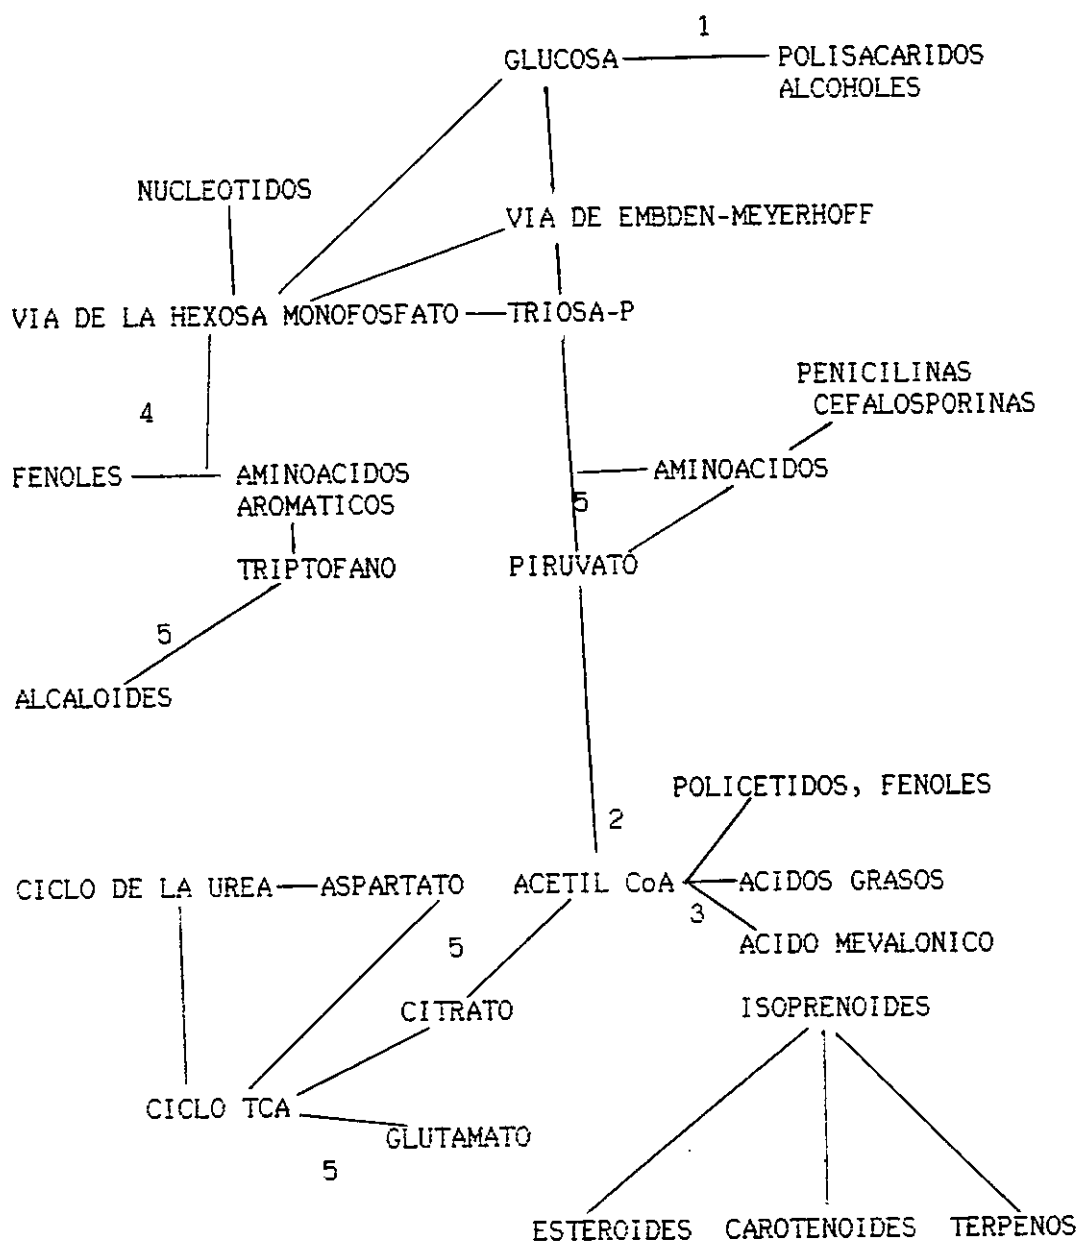 1
GLUCOSA POLISACARIDOS
ALCOHOLES
NUCLEOTIDOS
VIA DE EMBDEN-MEYERHOFF
VIA DE LA HEXOSA MONOFOSFATO TRIOSA-P
PENICILINAS
CEFALOSPORINAS
4
FENOLES AMINOACIDOS AMINOACIDOS
AROMATICOS
5
TRIPTOFANO PIRUVATO
5
ALCALOIDES
POLICETIDOS, FENOLES
2
CICLO DE LA UREA ASPARTATO ACETIL CoA ACIDOS GRASOS
3
5 ACIDO MEVALONICO
CITRATO ISOPRENOIDES
CICLO TCA
GLUTAMATO
5
ESTEROIDES CAROTENOIDES TERPENOS